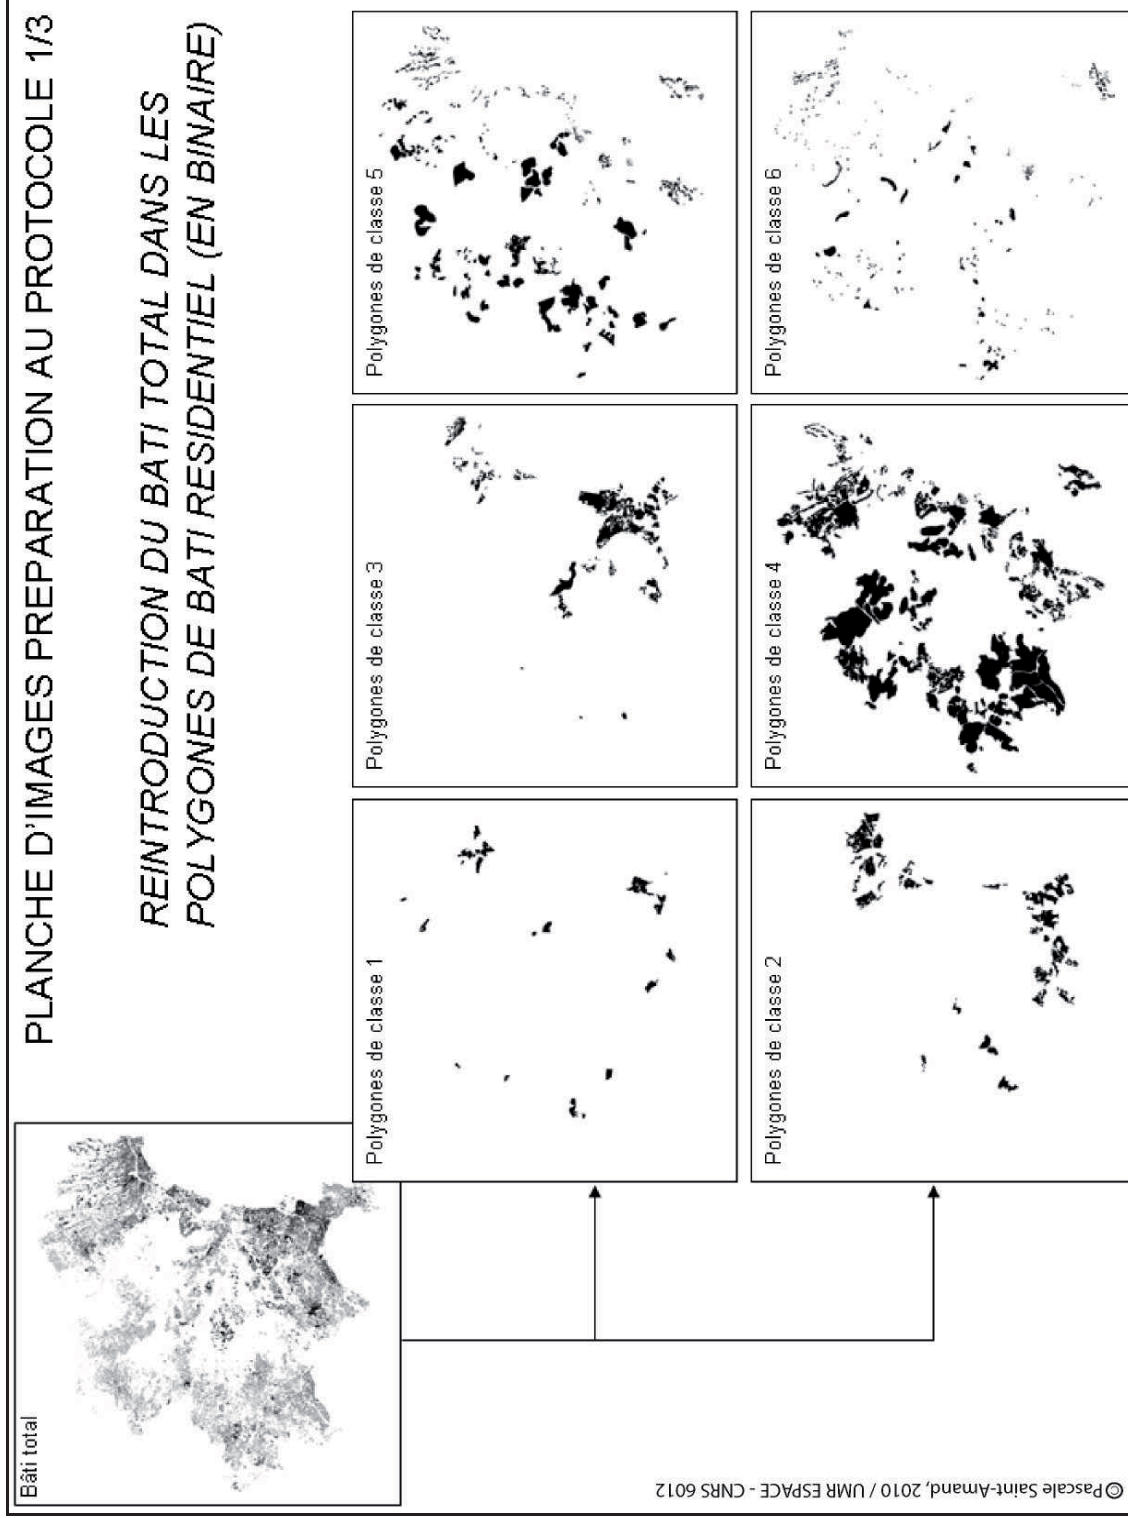 PLANCHE D'IMAGES PREPARATION AU PROTOCOLE 1/3
REINTRODUCTION DU BATI TOTAL DANS LES
POLYGONES DE BATI RESIDENTIEL (EN BINAIRE)
Bâti total
Polygones de classe 1
Polygones de classe 3
Polygones de classe 5
Polygones de classe 2
Polygones de classe 4
Polygones de classe 6
© Pascale Saint-Amand, 2010 / UMR ESPACE - CNRS 6012